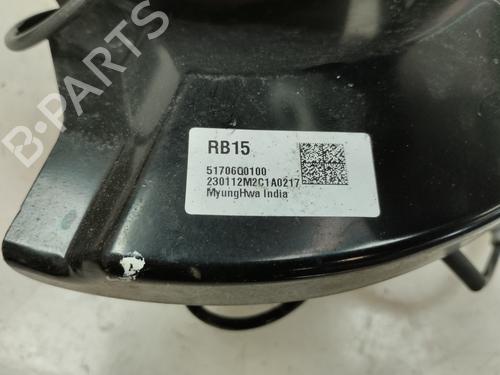 B-PARTS
RB15
51706Q0100
230112M2C1A0217
MyungHwa India